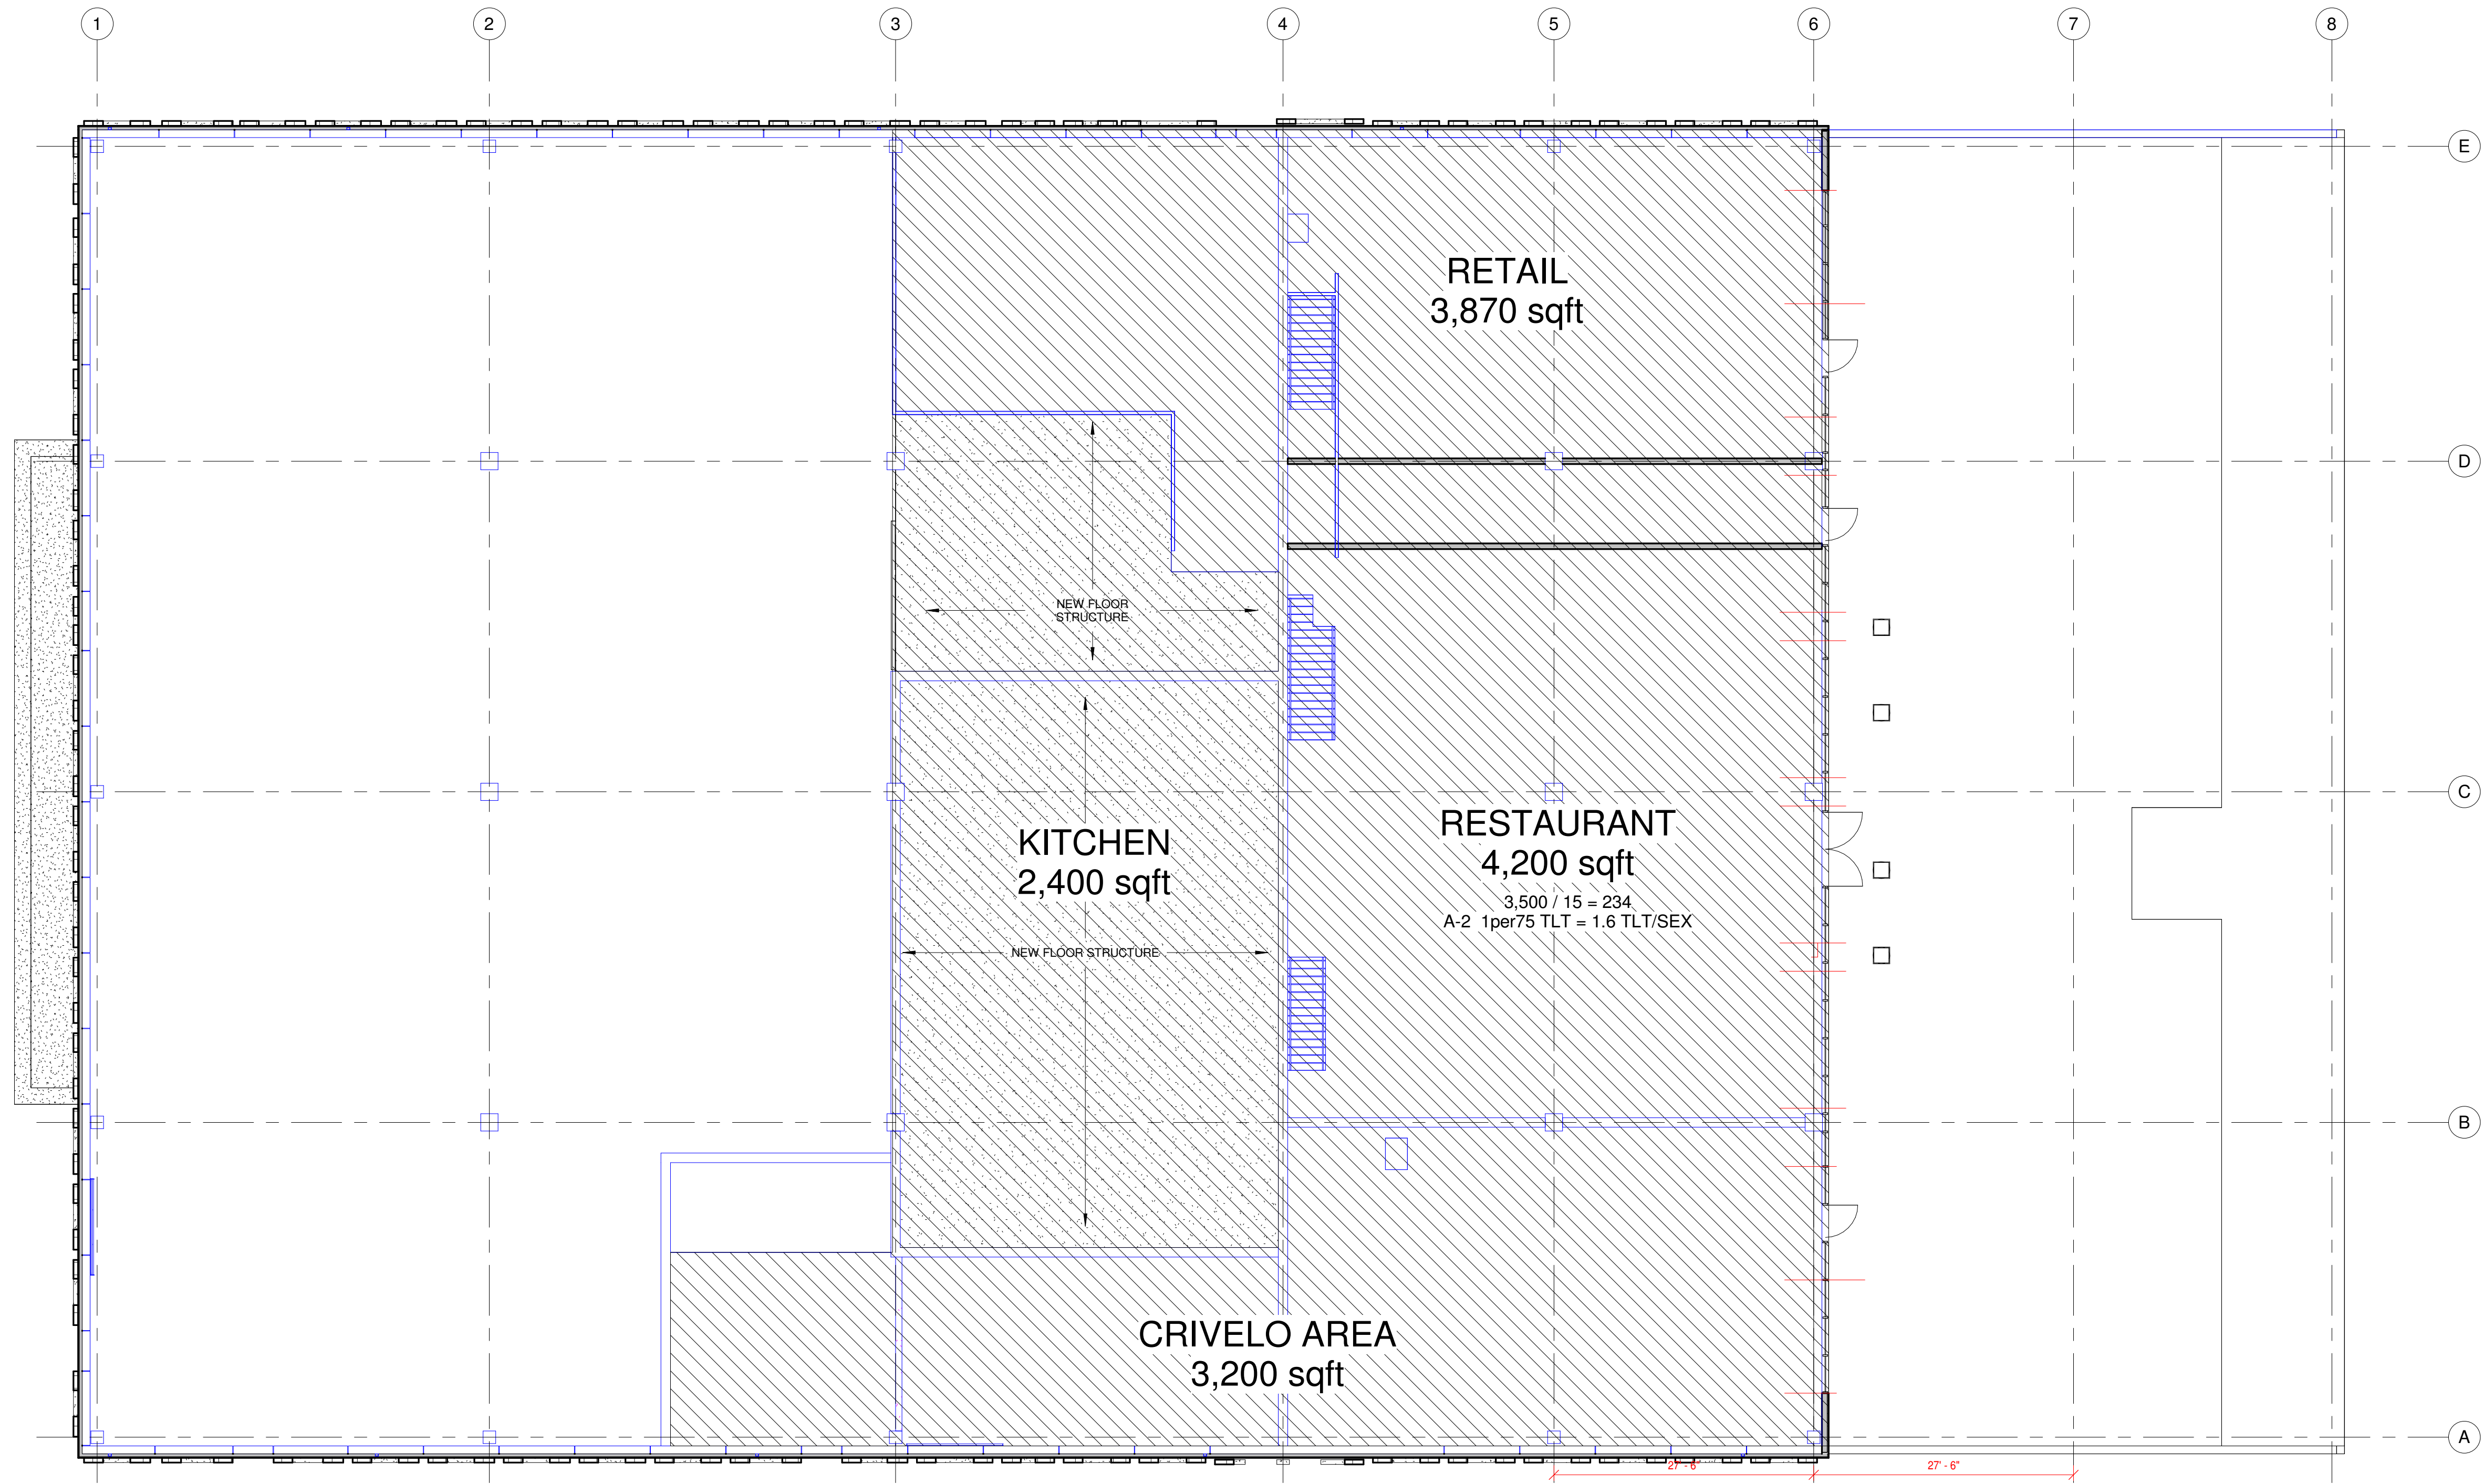 1
2
3
4
5
6
7
8
E
RETAIL
3,870 sqft
D
NEW FLOOR
STRUCTURE
C
KITCHEN
2,400 sqft
RESTAURANT
4,200 sqft
3,500 / 15 = 234
A-2 1per75 TLT = 1.6 TLT/SEX
NEW FLOOR STRUCTURE
B
CRIVELO AREA
3,200 sqft
A
27' - 6"
27' - 6"